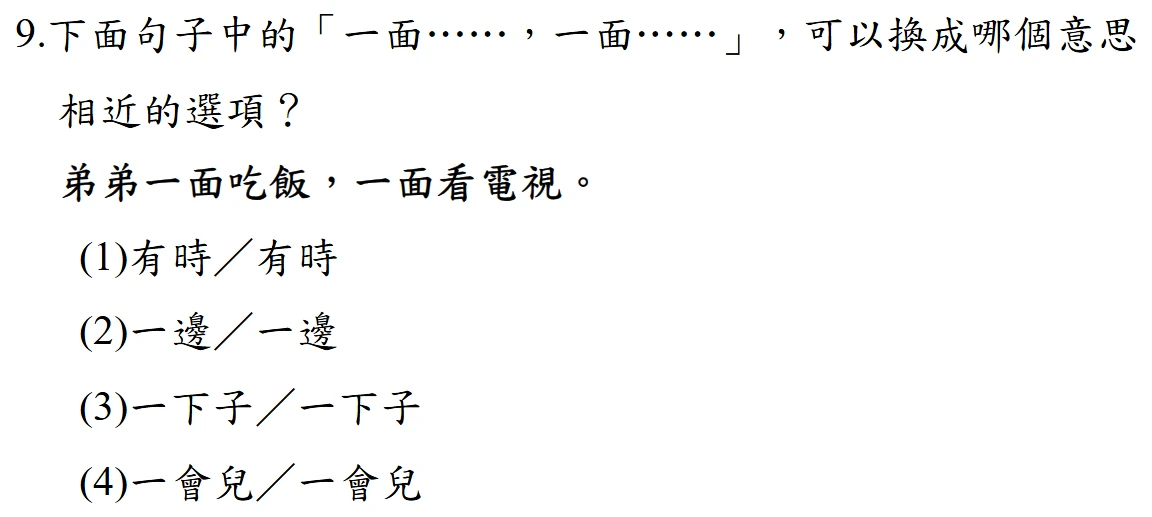 9.下面句子中的「一面……，一面……」，可以換成哪個意思
相近的選項？
弟弟一面吃飯，一面看電視。
(1)有時／有時
(2)一邊／一邊
(3)一下子／一下子
(4)一會兒／一會兒